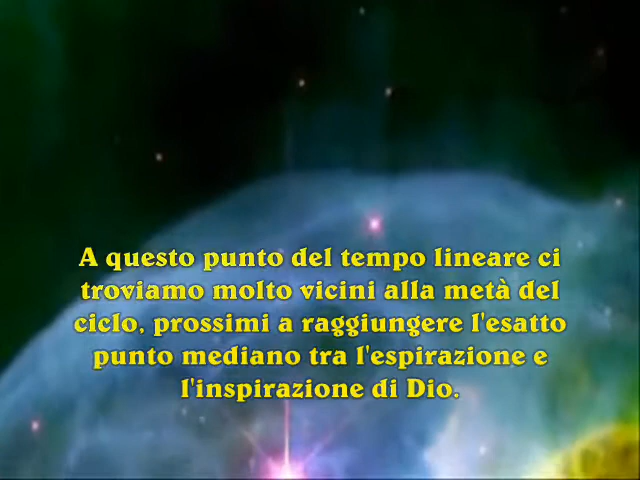 A questo punto del tempo lineare ci
troviamo molto vicini alla metà del
ciclo, prossimi a raggiungere l'esatto
punto mediano tra l'espirazione e
l'inspirazione di Dio.